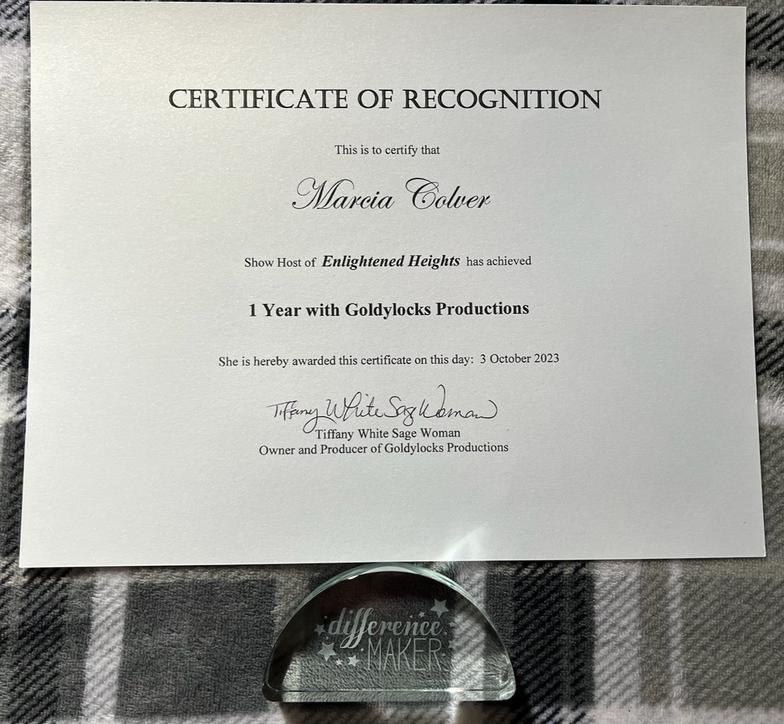 CERTIFICATE OF RECOGNITION
This is to certify that
Marcia Colver
Show Host of Enlightened Heights has achieved
1 Year with Goldylocks Productions
She is hereby awarded this certificate on this day: 3 October 2023
Tiffany White Sage Woman
Tiffany White Sage Woman
Owner and Producer of Goldylocks Productions
difference
MAKER